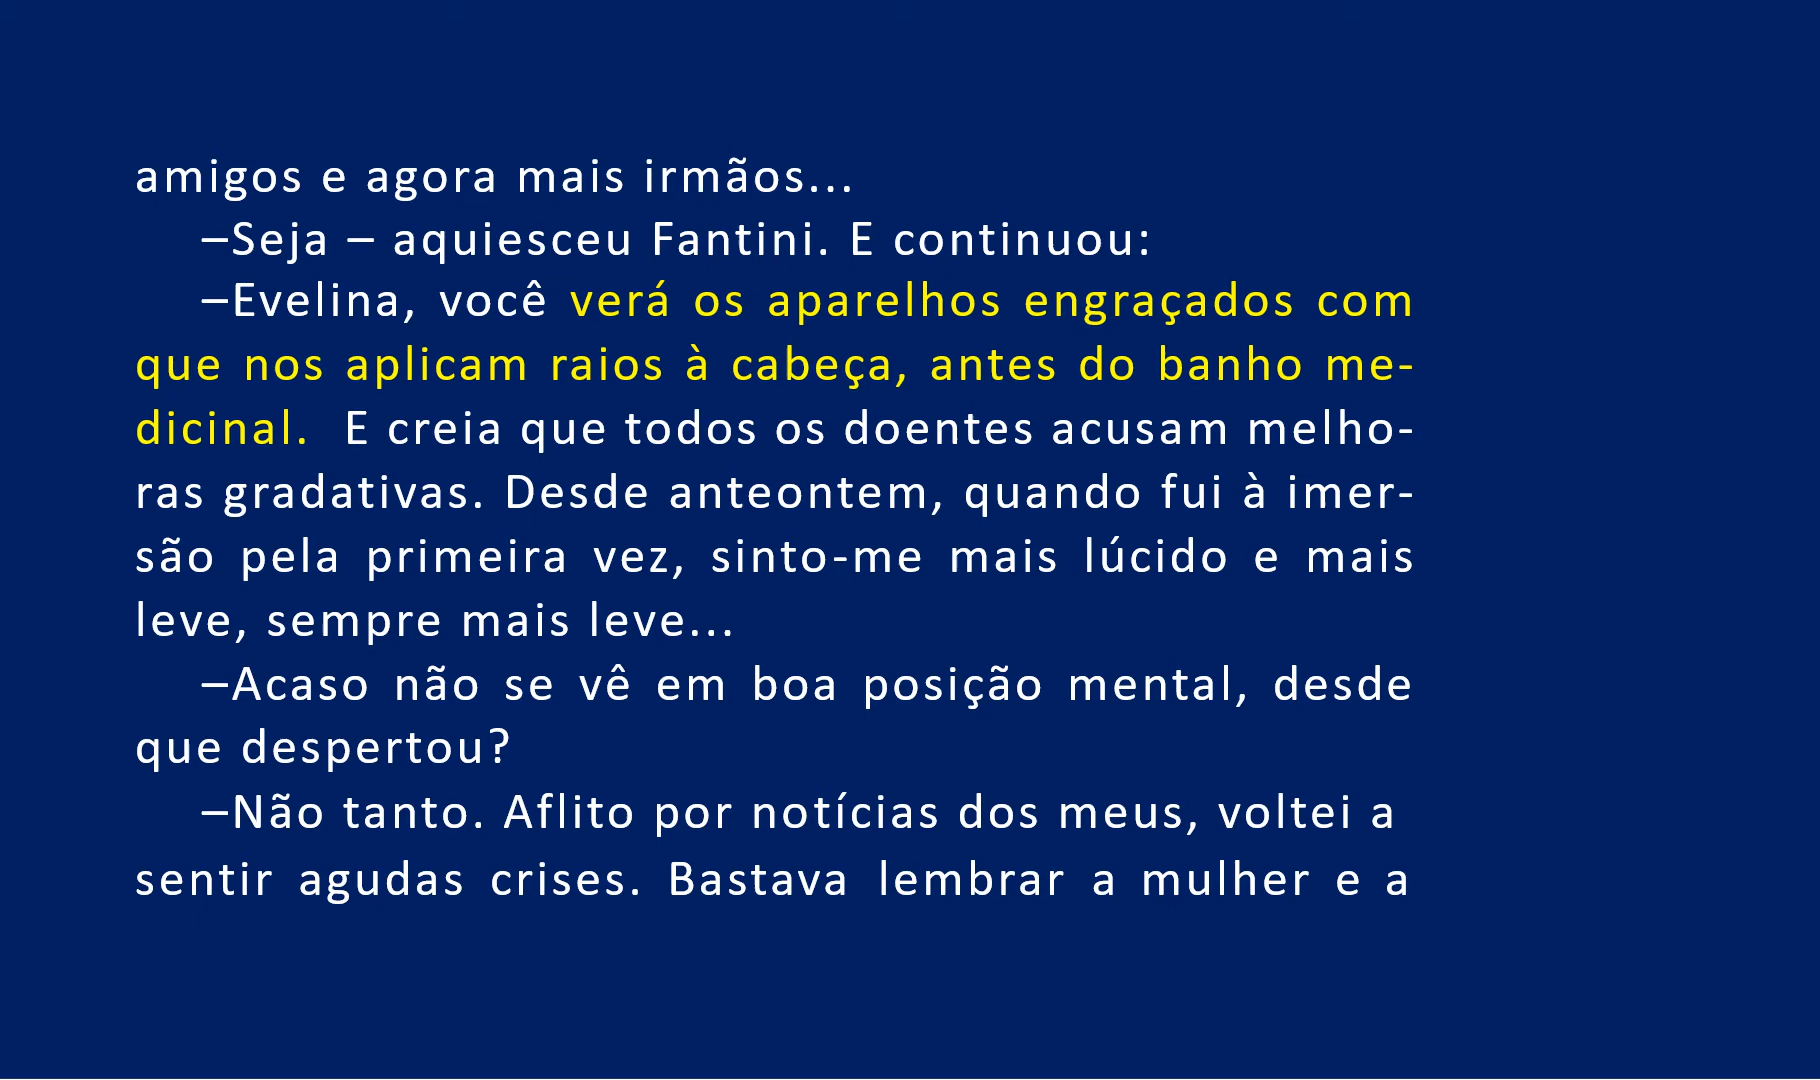 amigos e agora mais irmãos...
–Seja – aquiesceu Fantini. E continuou:
–Evelina, você verá os aparelhos engraçados com
que nos aplicam raios à cabeça, antes do banho me-
dicinal.  E creia que todos os doentes acusam melho-
ras gradativas. Desde anteontem, quando fui à imer-
são pela primeira vez, sinto-me mais lúcido e mais
leve, sempre mais leve...
–Acaso não se vê em boa posição mental, desde
que despertou?
–Não tanto. Aflito por notícias dos meus, voltei a
sentir agudas crises. Bastava lembrar a mulher e a